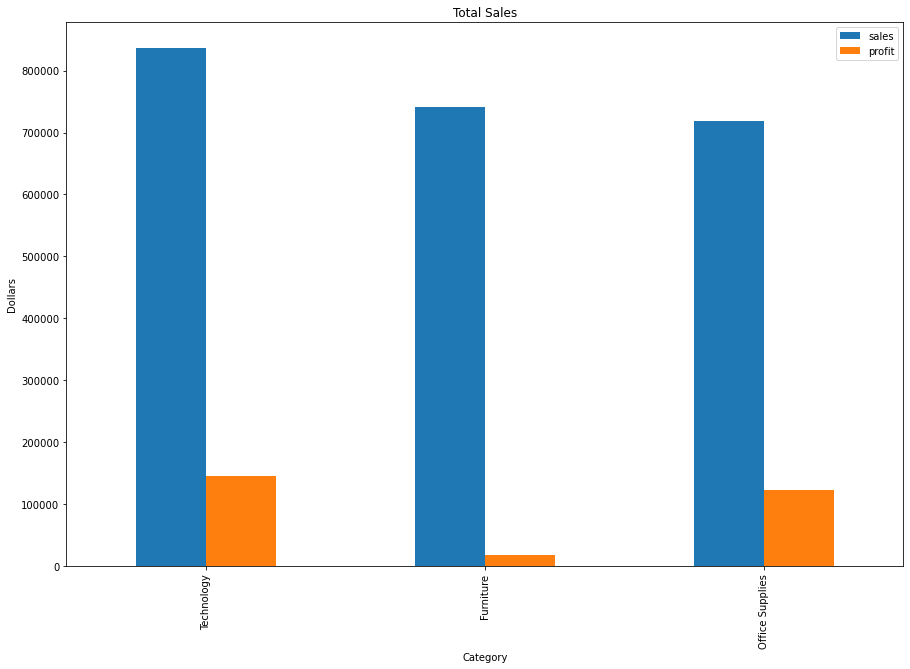 Total Sales
sales
profit
800000
700000
600000
500000
400000
300000
200000
100000
0
Dollars
Technology
Furniture
Office Supplies
Category